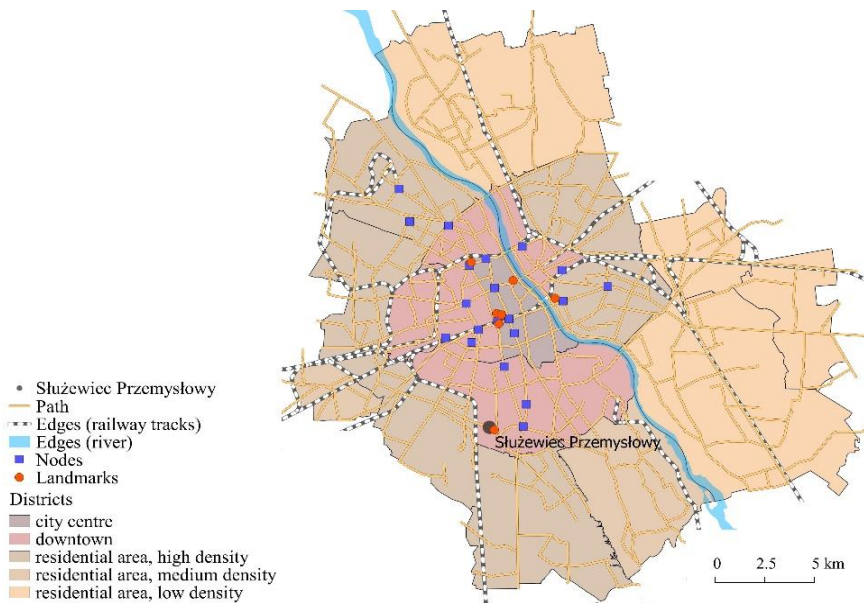 Służewiec Przemysłowy
Służewiec Przemysłowy
Path
Edges (railway tracks)
Edges (river)
Nodes
Landmarks
Districts
city centre
downtown
residential area, high density
residential area, medium density
residential area, low density
0 2.5 5 km